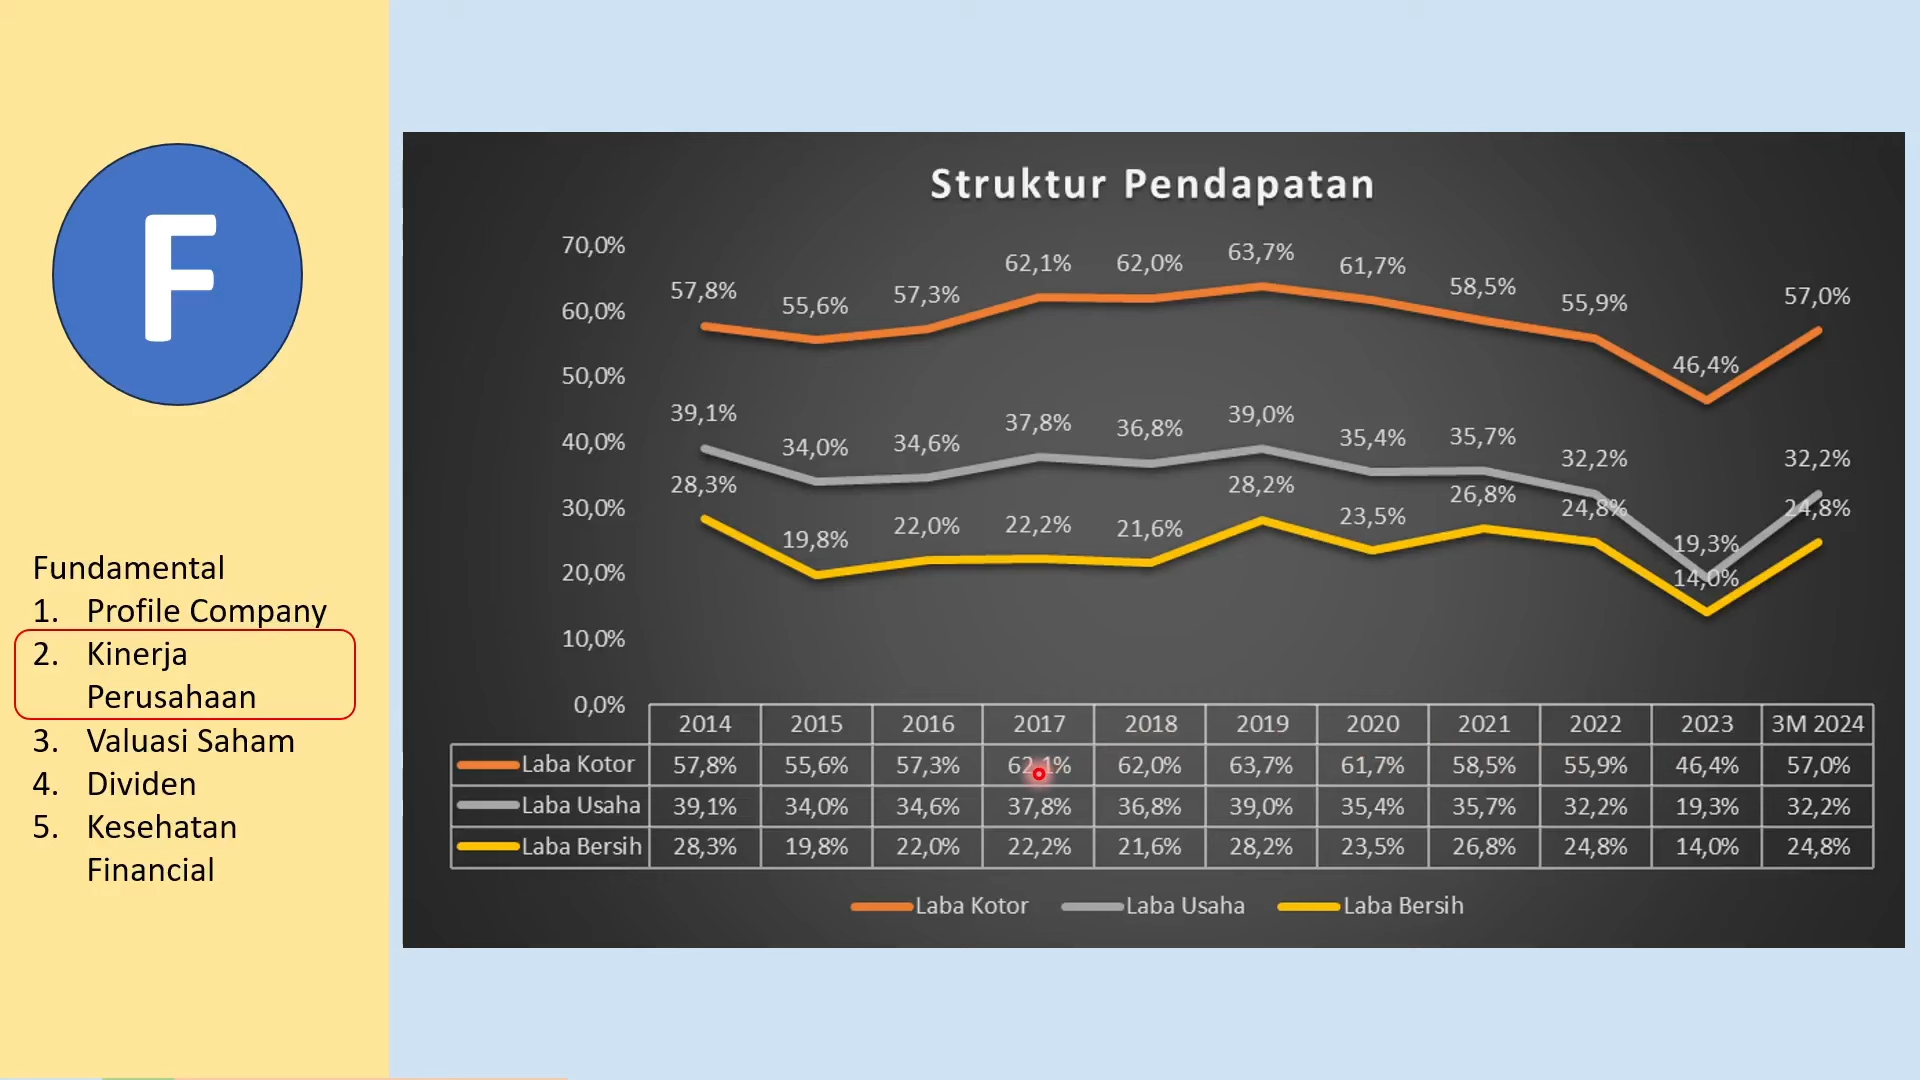 F
Fundamental
1. Profile Company
2. Kinerja
Perusahaan
3. Valuasi Saham
4. Dividen
5. Kesehatan
Financial
Struktur Pendapatan
70,0%
60,0%
50,0%
40,0%
30,0%
20,0%
10,0%
0,0%
57,8% 55,6% 57,3% 62,1% 62,0% 63,7% 61,7% 58,5% 55,9% 46,4% 57,0%
39,1% 34,0% 34,6% 37,8% 36,8% 39,0% 35,4% 35,7% 32,2% 19,3% 32,2%
28,3% 19,8% 22,0% 22,2% 21,6% 28,2% 23,5% 26,8% 24,8% 14,0% 24,8%
2014 2015 2016 2017 2018 2019 2020 2021 2022 2023 3M 2024
Laba Kotor 57,8% 55,6% 57,3% 62,1% 62,0% 63,7% 61,7% 58,5% 55,9% 46,4% 57,0%
Laba Usaha 39,1% 34,0% 34,6% 37,8% 36,8% 39,0% 35,4% 35,7% 32,2% 19,3% 32,2%
Laba Bersih 28,3% 19,8% 22,0% 22,2% 21,6% 28,2% 23,5% 26,8% 24,8% 14,0% 24,8%
Laba Kotor Laba Usaha Laba Bersih